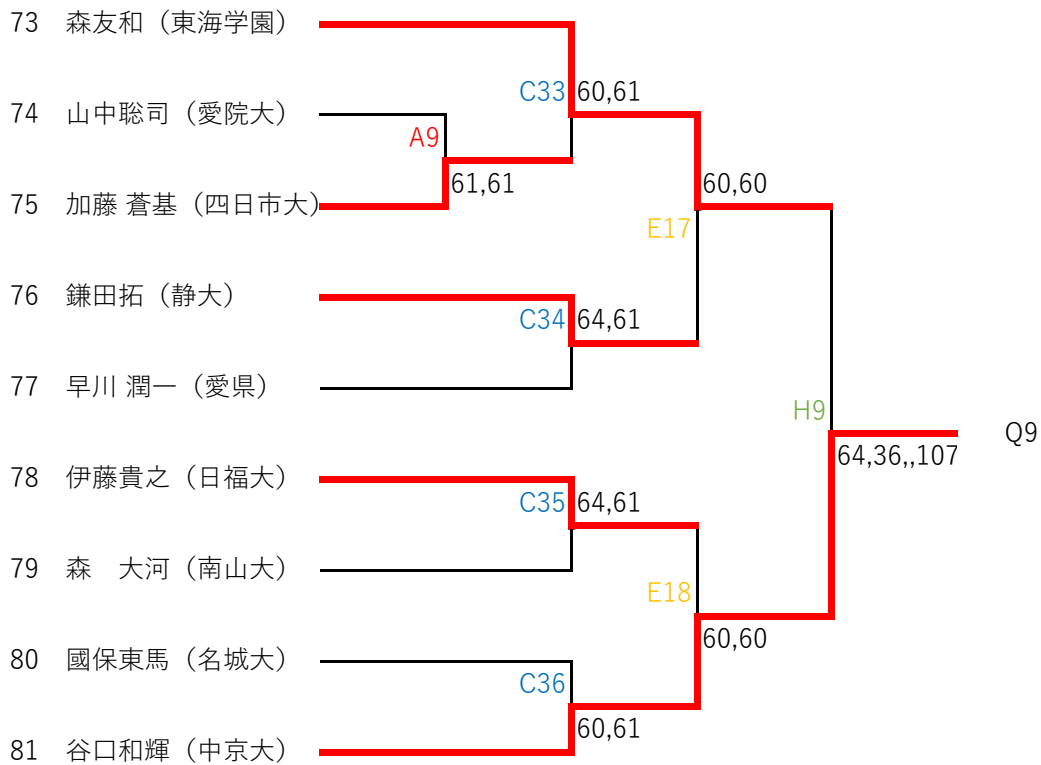 73 森友和（東海学園）
C33 60,61
74 山中聡司（愛院大）
A9
61,61
60,60
75 加藤 蒼基（四日市大）
E17
76 鎌田拓（静大）
C34 64,61
77 早川 潤一（愛県）
H9
Q9
64,36,,107
78 伊藤貴之（日福大）
C35 64,61
79 森　大河（南山大）
E18
60,60
80 國保東馬（名城大）
C36
60,61
81 谷口和輝（中京大）